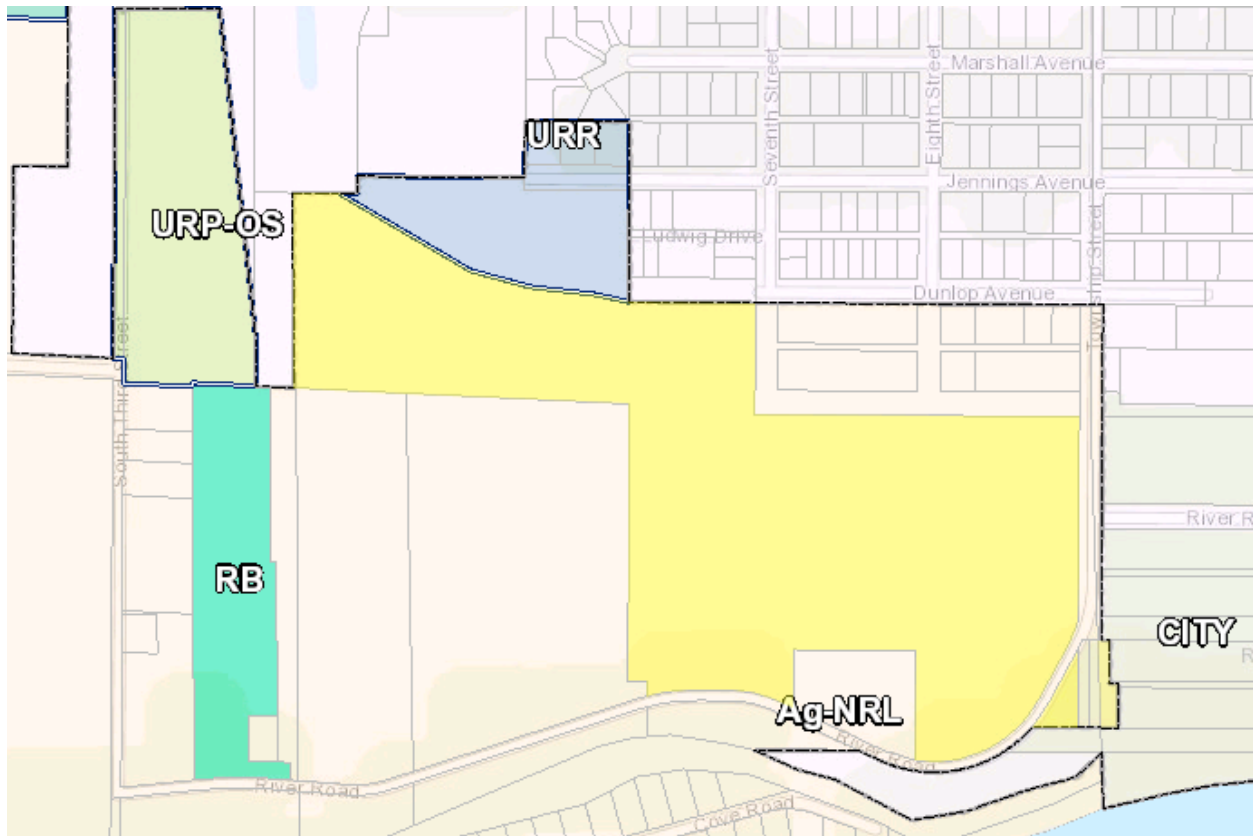 Marshall Avenue
URR
Seventh Street
Eighth Street
Jennings Avenue
URP-OS
Ludwig Drive
Township Street
Dunlop Avenue
South Third Street
River R
RB
CITY
R
Ag-NRL
River Road
River Road
Cove Road